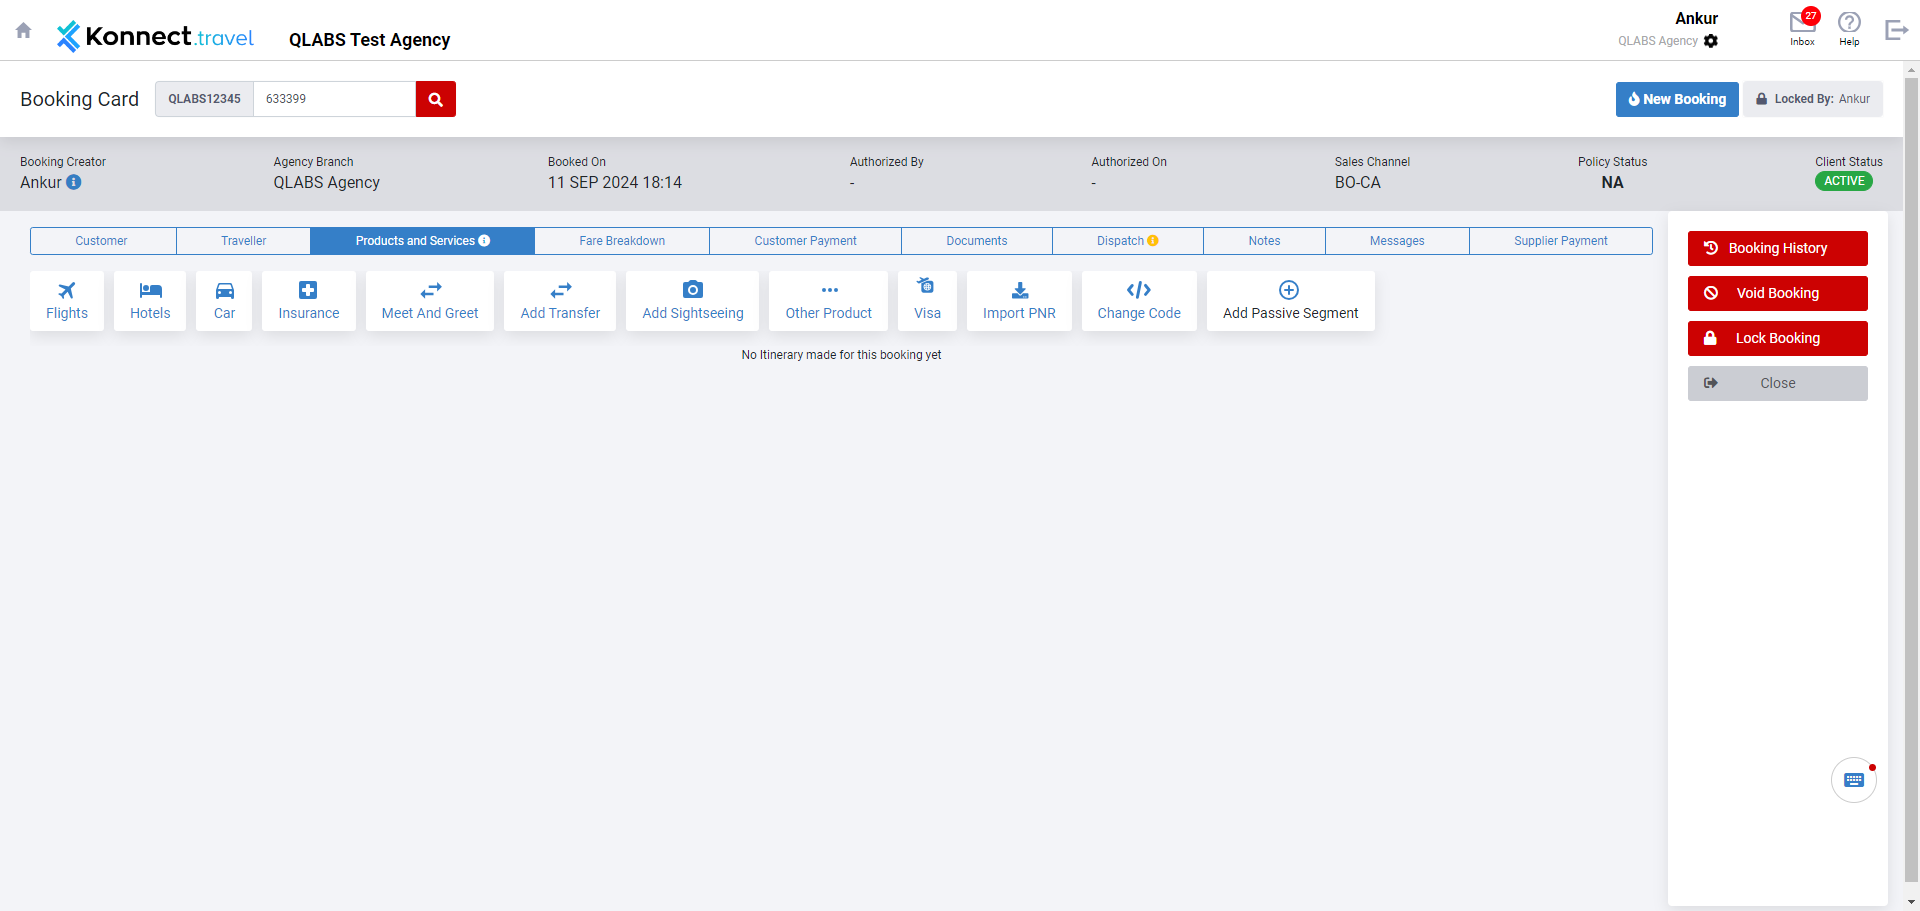 Konnect.travel
QLABS Test Agency
Ankur
QLABS Agency
27
Inbox
Help
Booking Card
QLABS12345
633399
New Booking
Locked By: Ankur
Booking Creator
Ankur
Agency Branch
QLABS Agency
Booked On
11 SEP 2024 18:14
Authorized By
-
Authorized On
-
Sales Channel
BO-CA
Policy Status
NA
Client Status
ACTIVE
Customer
Traveller
Products and Services
Fare Breakdown
Customer Payment
Documents
Dispatch
Notes
Messages
Supplier Payment
Flights
Hotels
Car
Insurance
Meet And Greet
Add Transfer
Add Sightseeing
Other Product
Visa
Import PNR
Change Code
Add Passive Segment
No Itinerary made for this booking yet
Booking History
Void Booking
Lock Booking
Close